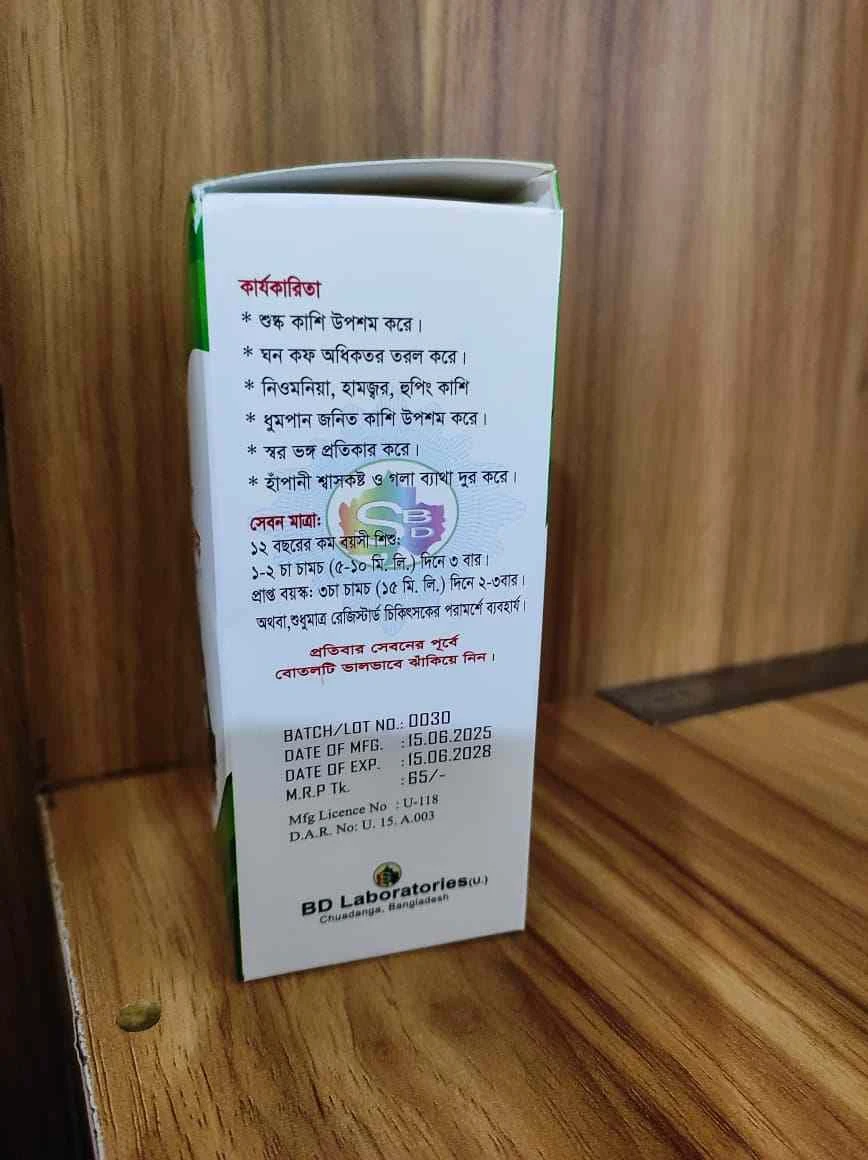 কার্যকারিতা
* শুষ্ক কাশি উপশম করে।
* ঘন কফ অধিকতর তরল করে।
* নিওমনিয়া, হামজ্বর, হুপিং কাশি
* ধুমপান জনিত কাশি উপশম করে।
* স্বর ভঙ্গ প্রতিকার করে।
* হাঁপানী শ্বাসকষ্ট ও গলা ব্যাথা দুর করে।
SBD
সেবন মাত্রা:
১২ বছরের কম বয়সী শিশু:
১-২ চা চামচ (৫-১০ মি. লি.) দিনে ৩ বার।
প্রাপ্ত বয়স্ক: ৩চা চামচ (১৫ মি. লি.) দিনে ২-৩বার।
অথবা,শুধুমাত্র রেজিস্টার্ড চিকিৎসকের পরামর্শে ব্যবহার্য।
প্রতিবার সেবনের পূর্বে
বোতলটি ভালভাবে ঝাঁকিয়ে নিন।
BATCH/LOT NO.: 0030
DATE OF MFG. :15.06.2025
DATE OF EXP. :15.06.2028
M.R.P Tk. : 65/-
Mfg Licence No : U-118
D.A.R. No: U. 15. A.003
BD Laboratories(U.)
Chuadanga, Bangladesh